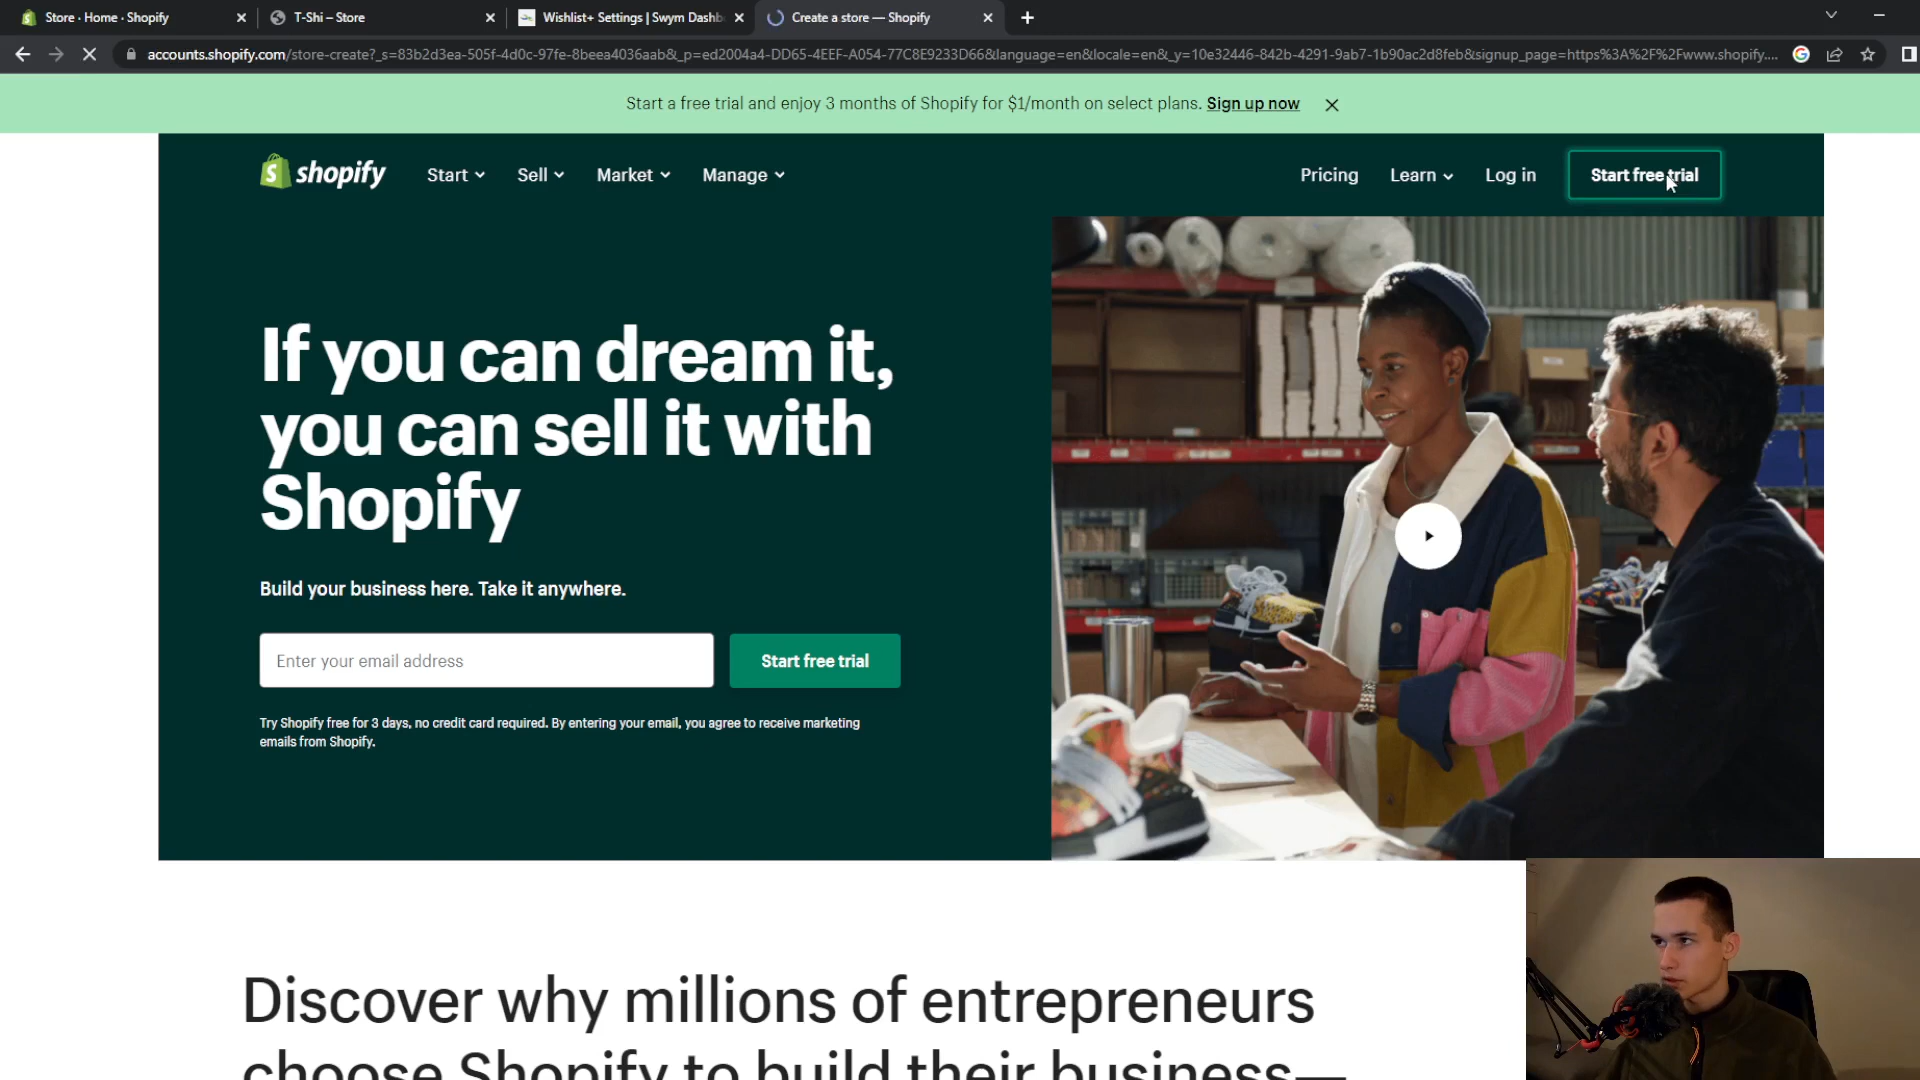 Store · Home · Shopify
T-Shi – Store
Wishlist+ Settings | Swym Dashb
Create a store — Shopify
accounts.shopify.com/store-create?_s=83b2d3ea-505f-4d0c-97fe-8beea4036aab&_p=ed2004a4-DD65-4EEF-A054-77C8E9233D66&language=en&locale=en&_y=10e32446-842b-4291-9ab7-1b90ac2d8feb&signup_page=https%3A%2F%2Fwww.shopify....
Start a free trial and enjoy 3 months of Shopify for $1/month on select plans. Sign up now
shopify
Start
Sell
Market
Manage
Pricing
Learn
Log in
Start free trial
If you can dream it,
you can sell it with
Shopify
Build your business here. Take it anywhere.
Enter your email address
Start free trial
Try Shopify free for 3 days, no credit card required. By entering your email, you agree to receive marketing
emails from Shopify.
Discover why millions of entrepreneurs
choose Shopify to build their business—